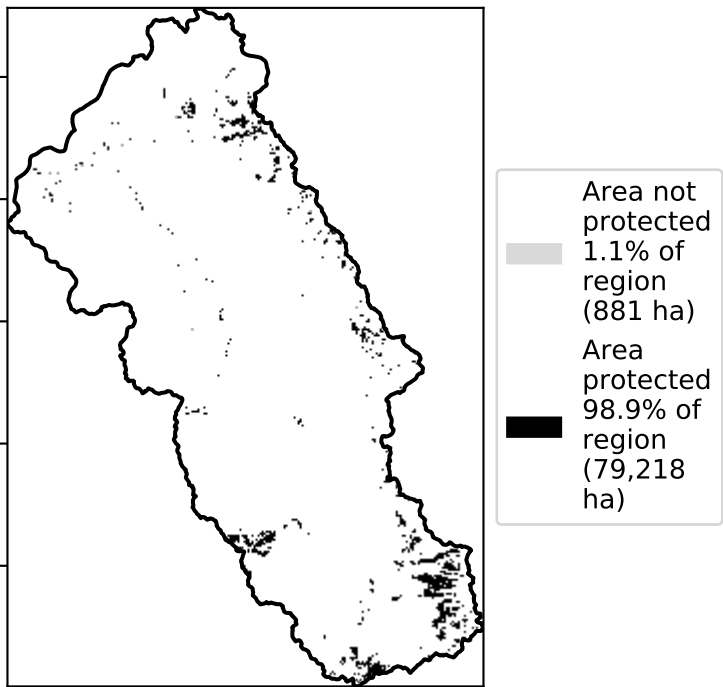 Area not
protected
1.1% of
region
(881 ha)
Area
protected
98.9% of
region
(79,218
ha)